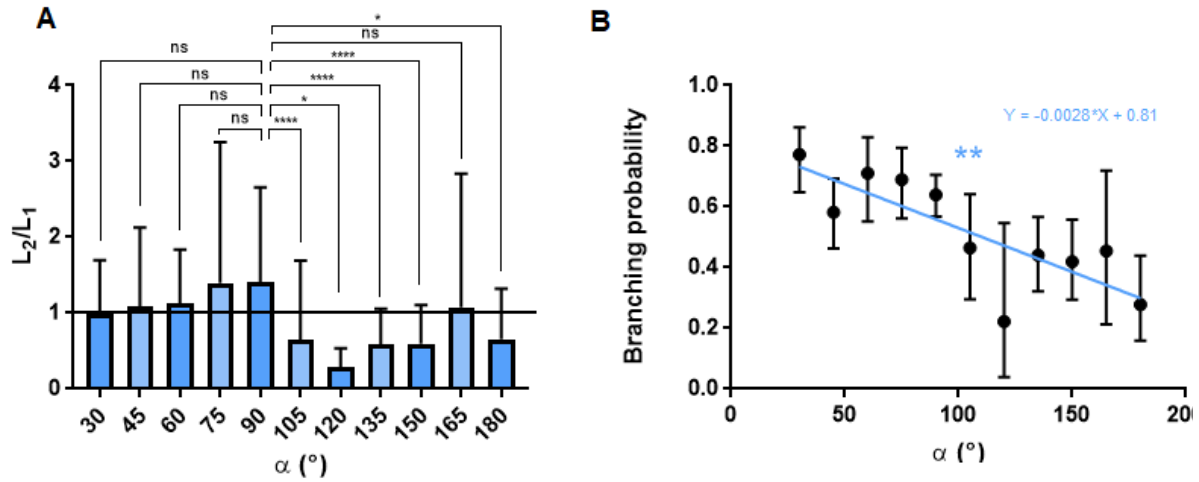 A
B
*
ns
ns
****
ns
****
ns
*
ns
****
4
3
2
1
0
L2/L1
30
45
60
75
90
105
120
135
150
165
180
α (°)
1.0
0.8
0.6
0.4
0.2
0.0
Branching probability
Y = -0.0028*X + 0.81
**
0
50
100
150
200
α (°)